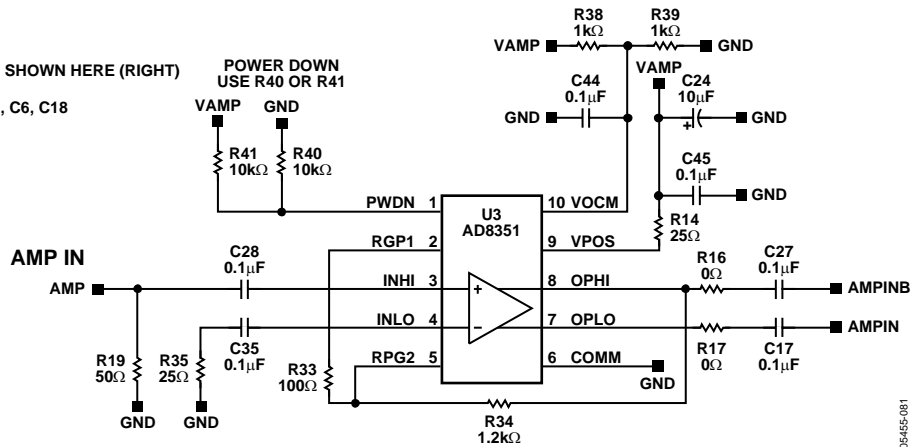 R38
1kΩ
R39
1kΩ
VAMP
GND
SHOWN HERE (RIGHT)
, C6, C18
POWER DOWN
USE R40 OR R41
VAMP
GND
C44
0.1µF
GND
VAMP
C24
10µF
+
GND
R41
10kΩ
R40
10kΩ
C45
0.1µF
GND
PWDN 1
U3
AD8351
10 VOCM
R14
25Ω
RGP1 2
9 VPOS
AMP IN
AMP
C28
0.1µF
INHI 3
+
8 OPHI
R16
0Ω
C27
0.1µF
AMPINB
INLO 4
−
7 OPLO
AMPIN
C35
0.1µF
R17
0Ω
C17
0.1µF
R19
50Ω
R35
25Ω
R33
100Ω
RPG2 5
6 COMM
GND
GND
GND
R34
1.2kΩ
05455-081